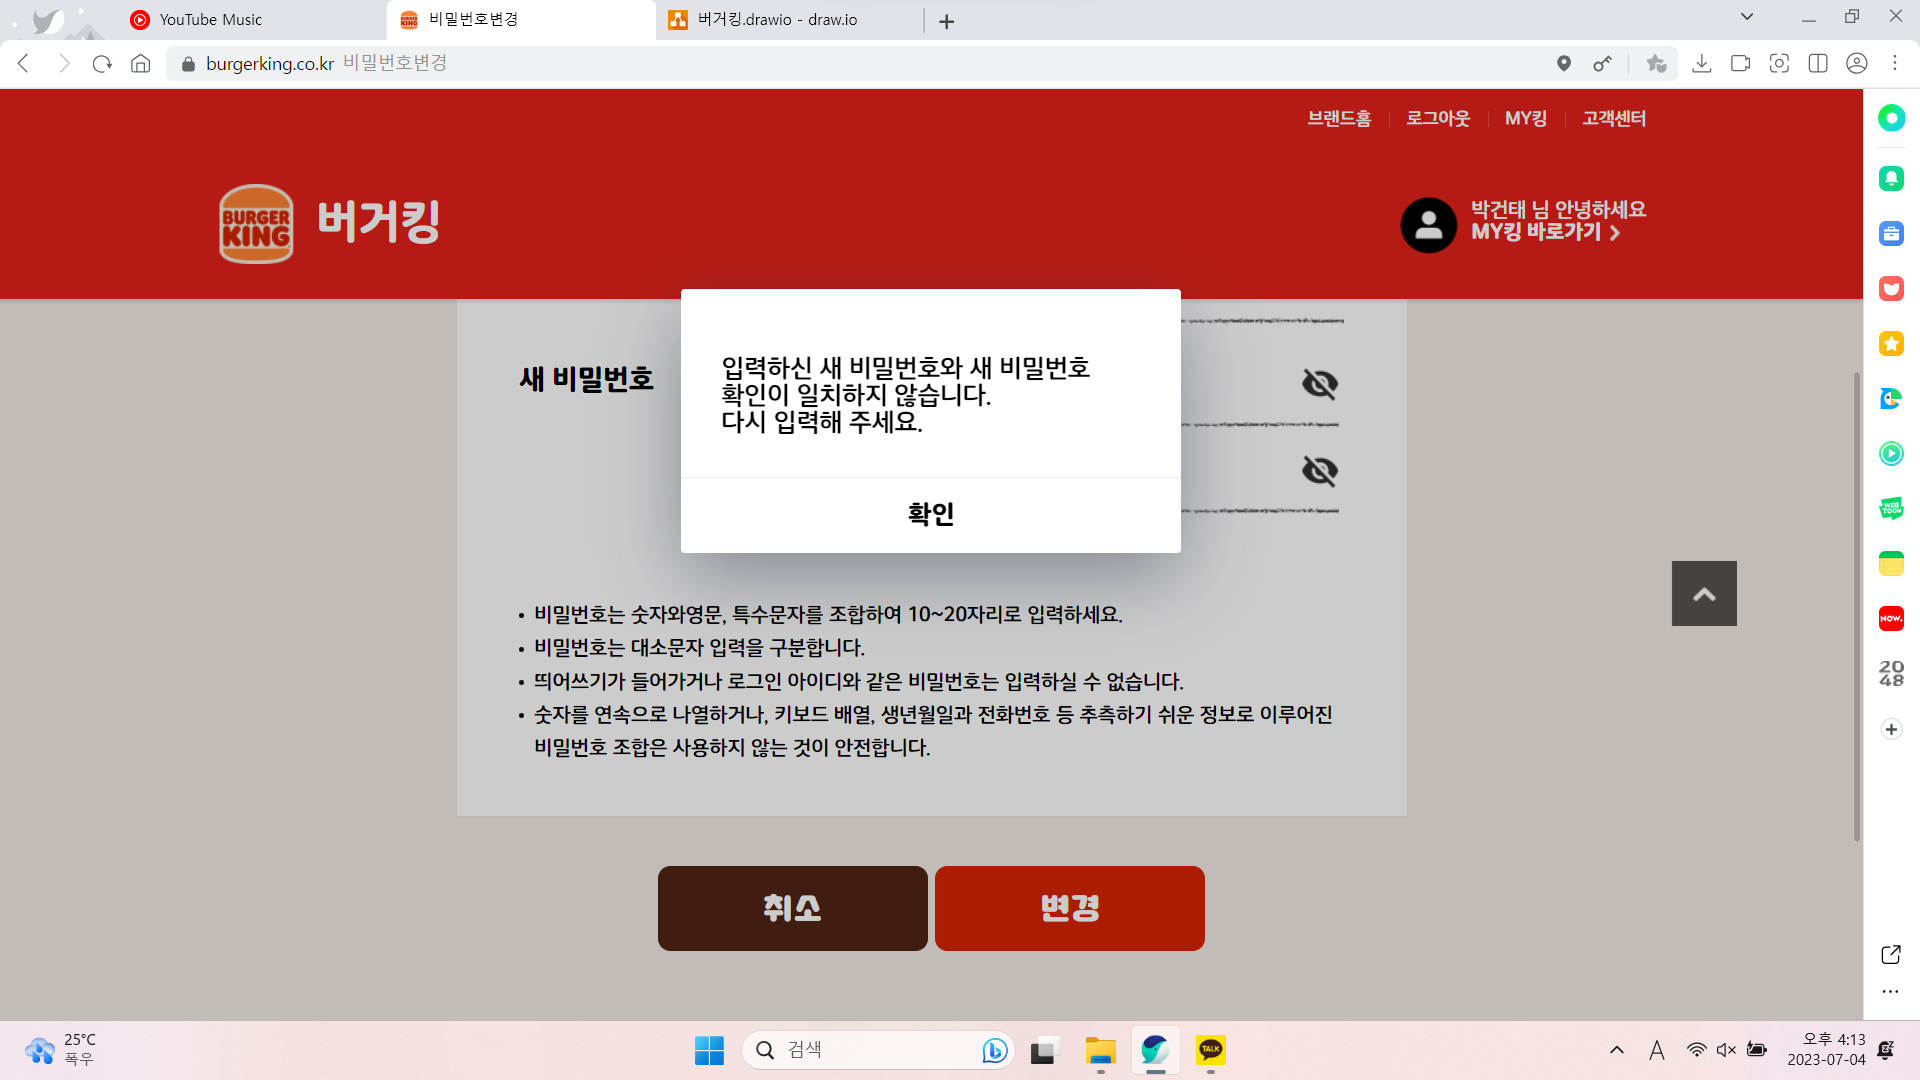 YouTube Music
비밀번호변경
버거킹.drawio - draw.io
burgerking.co.kr 비밀번호변경
브랜드홈
로그아웃
MY킹
고객센터
BURGER
KING
버거킹
박건태 님 안녕하세요
MY킹 바로가기
새 비밀번호
입력하신 새 비밀번호와 새 비밀번호
확인이 일치하지 않습니다.
다시 입력해 주세요.
확인
• 비밀번호는 숫자와영문, 특수문자를 조합하여 10~20자리로 입력하세요.
• 비밀번호는 대소문자 입력을 구분합니다.
• 띄어쓰기가 들어가거나 로그인 아이디와 같은 비밀번호는 입력하실 수 없습니다.
• 숫자를 연속으로 나열하거나, 키보드 배열, 생년월일과 전화번호 등 추측하기 쉬운 정보로 이루어진
비밀번호 조합은 사용하지 않는 것이 안전합니다.
취소
변경
WEB
TOON
NOW.
20
48
25°C
폭우
검색
TALK
A
오후 4:13
2023-07-04